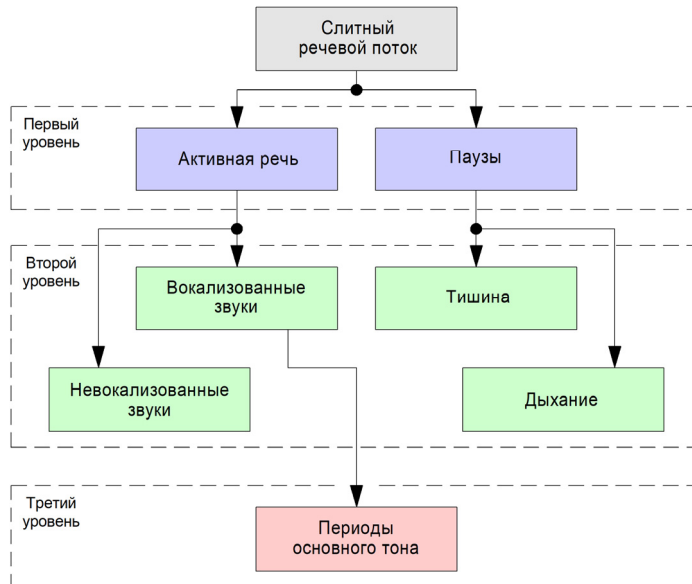 Слитный
речевой поток
Первый
уровень
Активная речь
Паузы
Второй
уровень
Вокализованные
звуки
Тишина
Невокализованные
звуки
Дыхание
Третий
уровень
Периоды
основного тона